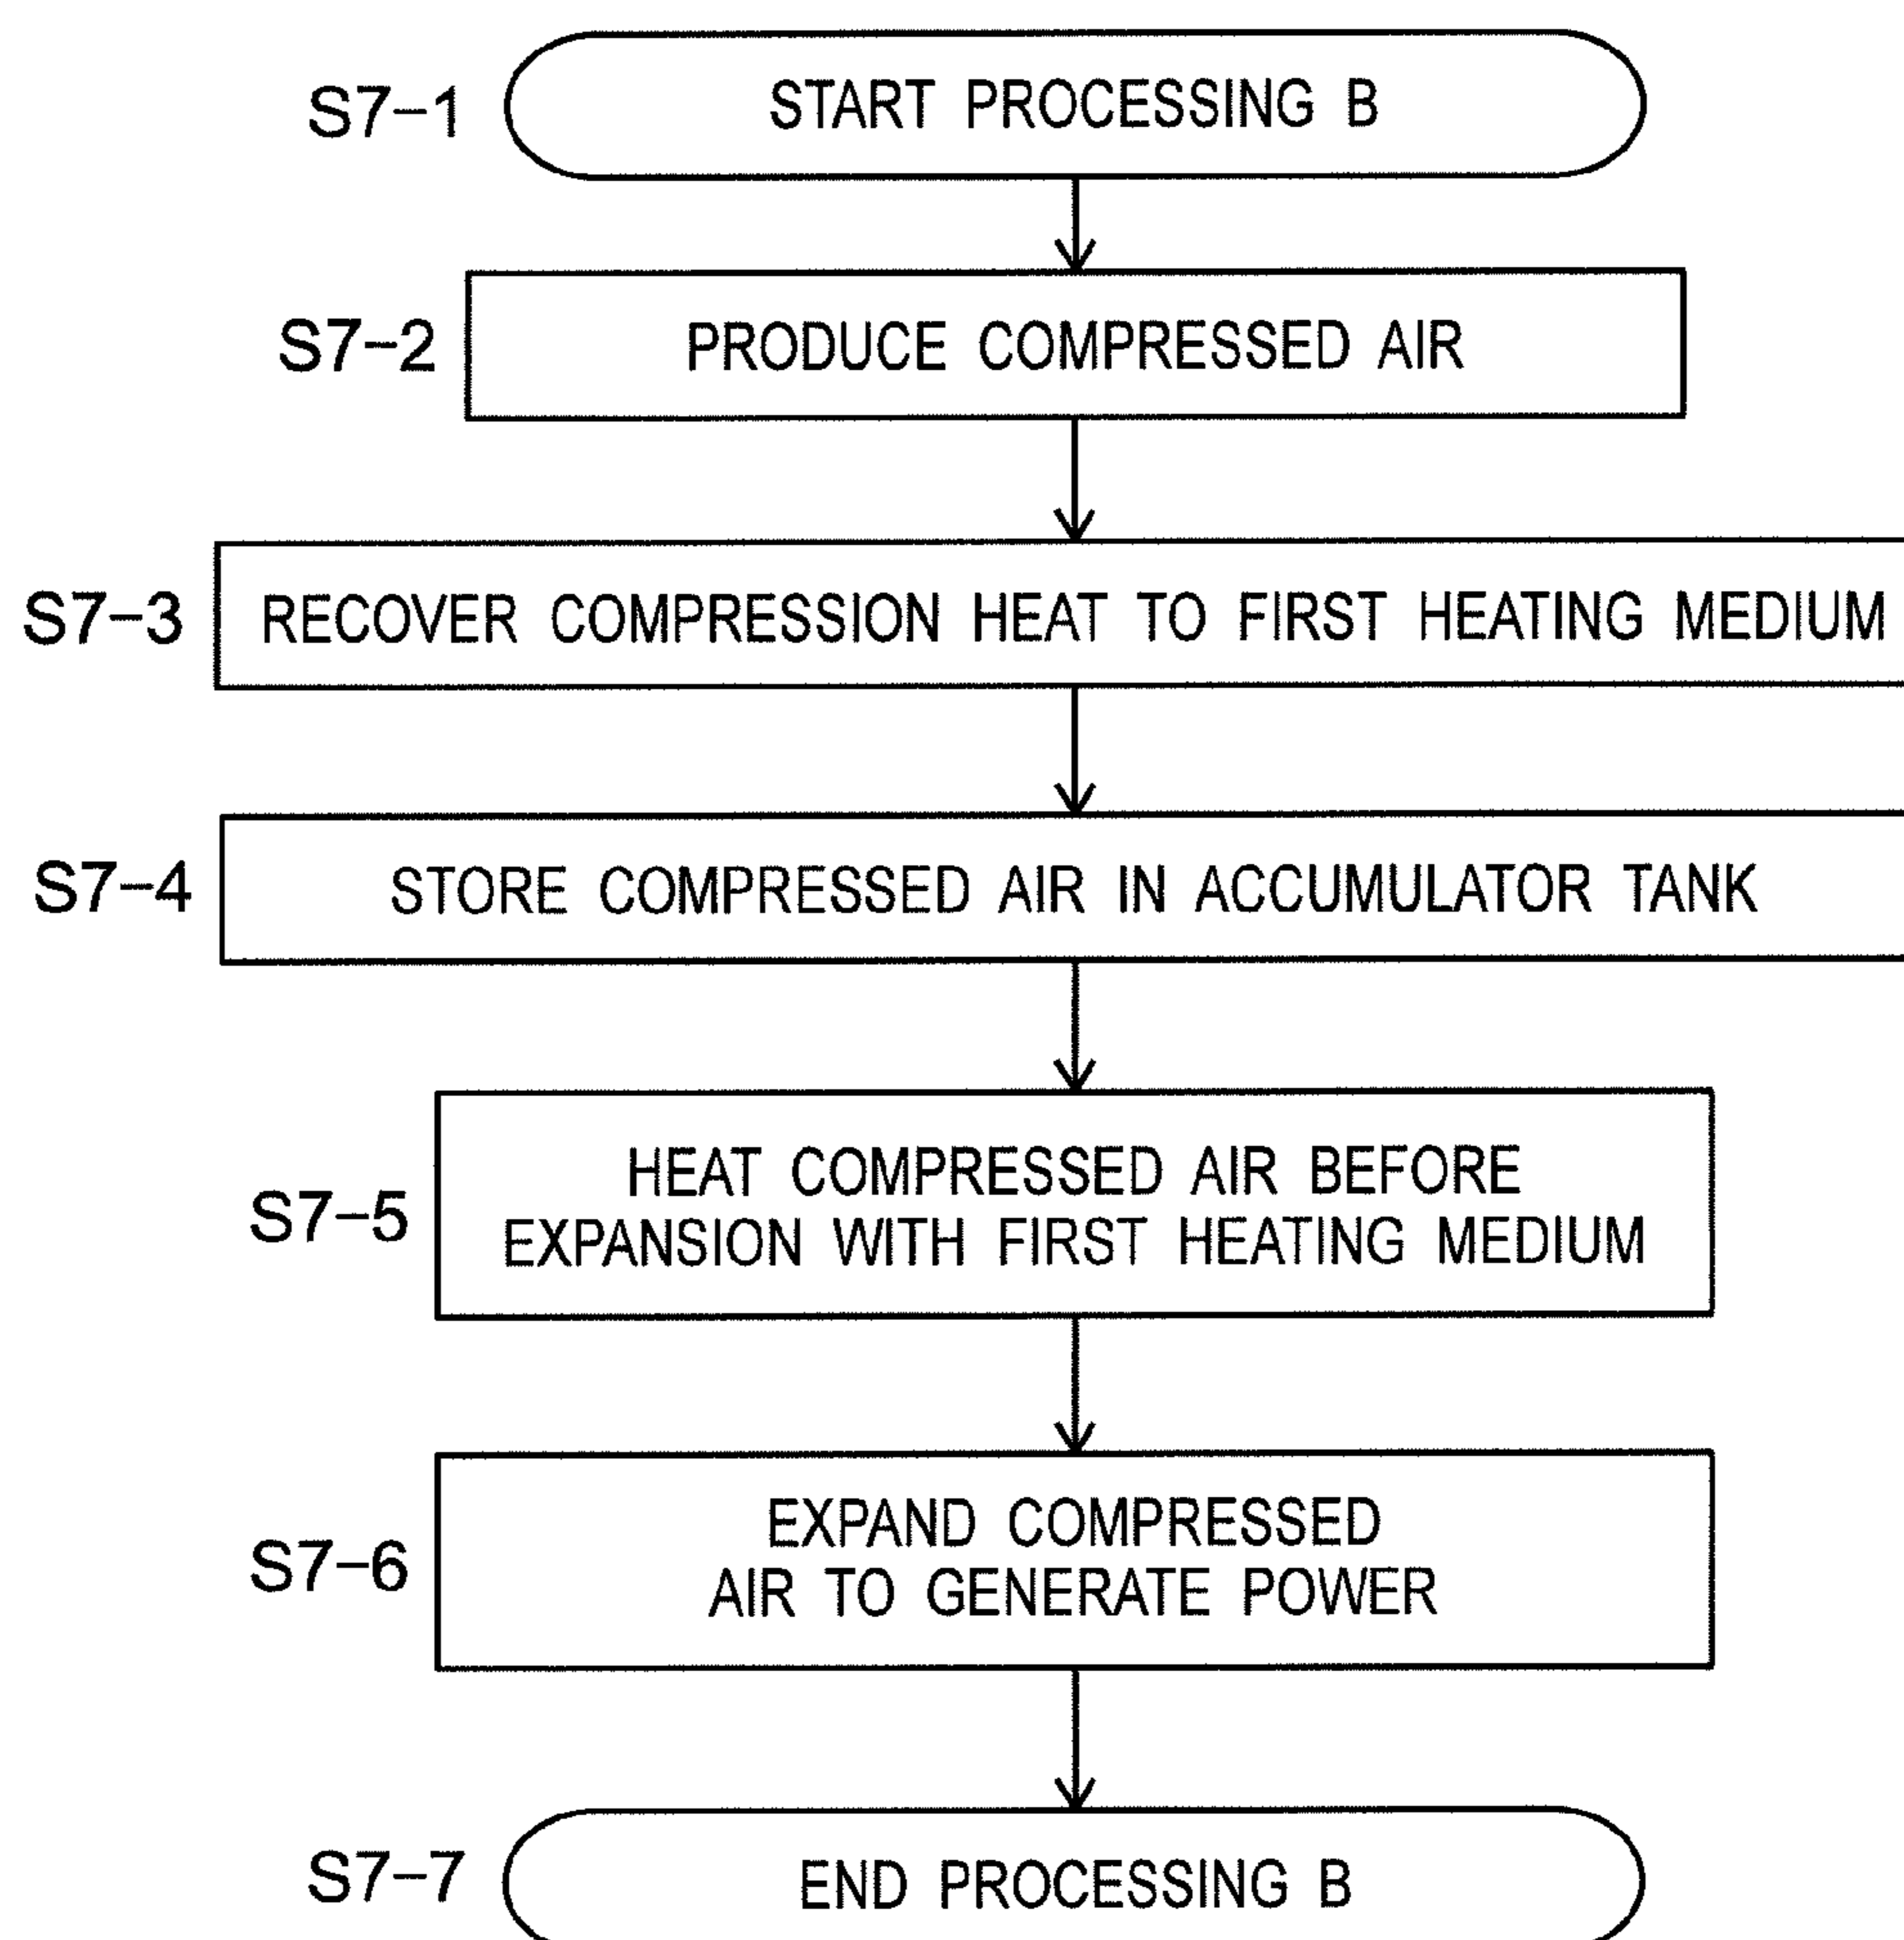 S7-1 START PROCESSING B
S7-2 PRODUCE COMPRESSED AIR
S7-3 RECOVER COMPRESSION HEAT TO FIRST HEATING MEDIUM
S7-4 STORE COMPRESSED AIR IN ACCUMULATOR TANK
S7-5 HEAT COMPRESSED AIR BEFORE
EXPANSION WITH FIRST HEATING MEDIUM
S7-6 EXPAND COMPRESSED
AIR TO GENERATE POWER
S7-7 END PROCESSING B